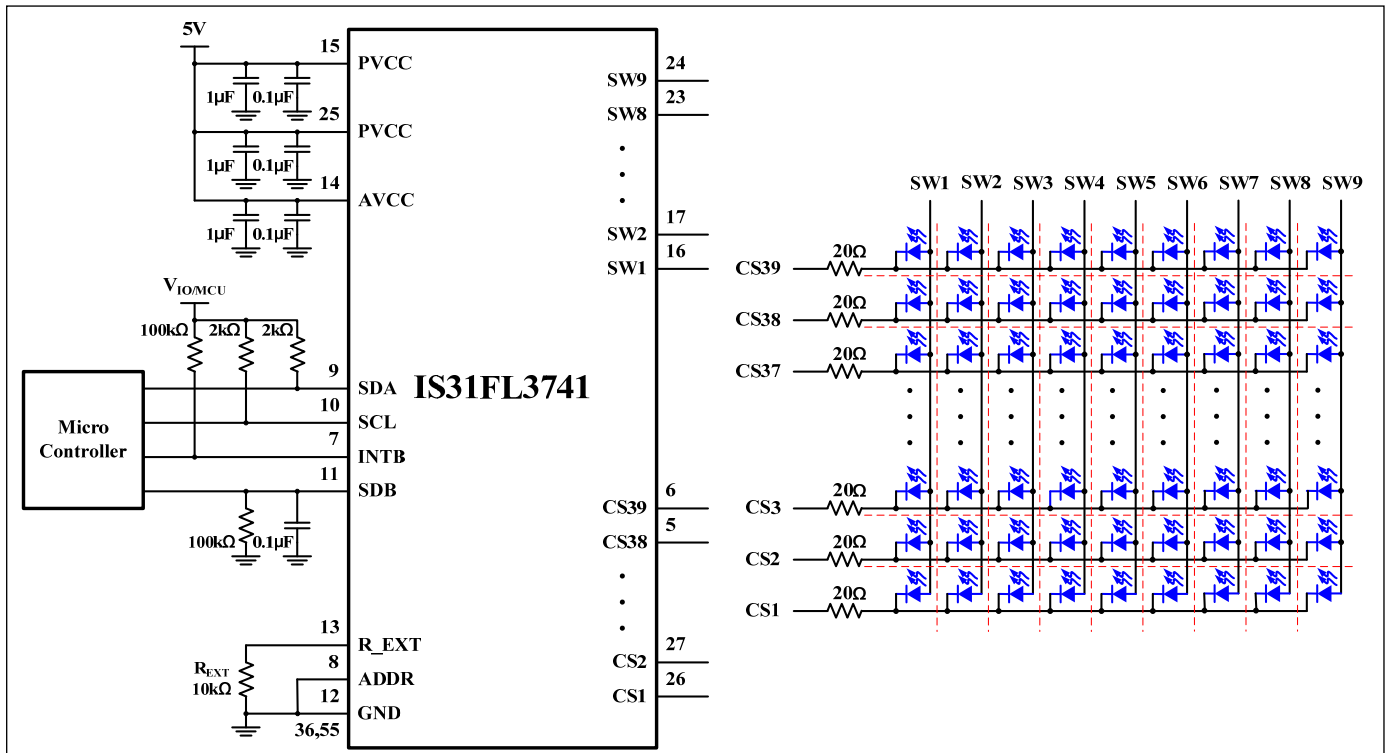 5V
15
PVCC
1µF 0.1µF
25
PVCC
1µF 0.1µF
14
AVCC
1µF 0.1µF
V_IO/MCU
100kΩ 2kΩ 2kΩ
9
SDA
10
SCL
7
INTB
11
SDB
Micro
Controller
100kΩ 0.1µF
13
R_EXT
R_EXT
10kΩ
8
ADDR
12
GND
36,55
IS31FL3741
24
SW9
23
SW8
17
SW2
16
SW1
6
CS39
5
CS38
27
CS2
26
CS1
SW1 SW2 SW3 SW4 SW5 SW6 SW7 SW8 SW9
20Ω
CS39
20Ω
CS38
20Ω
CS37
20Ω
CS3
20Ω
CS2
20Ω
CS1